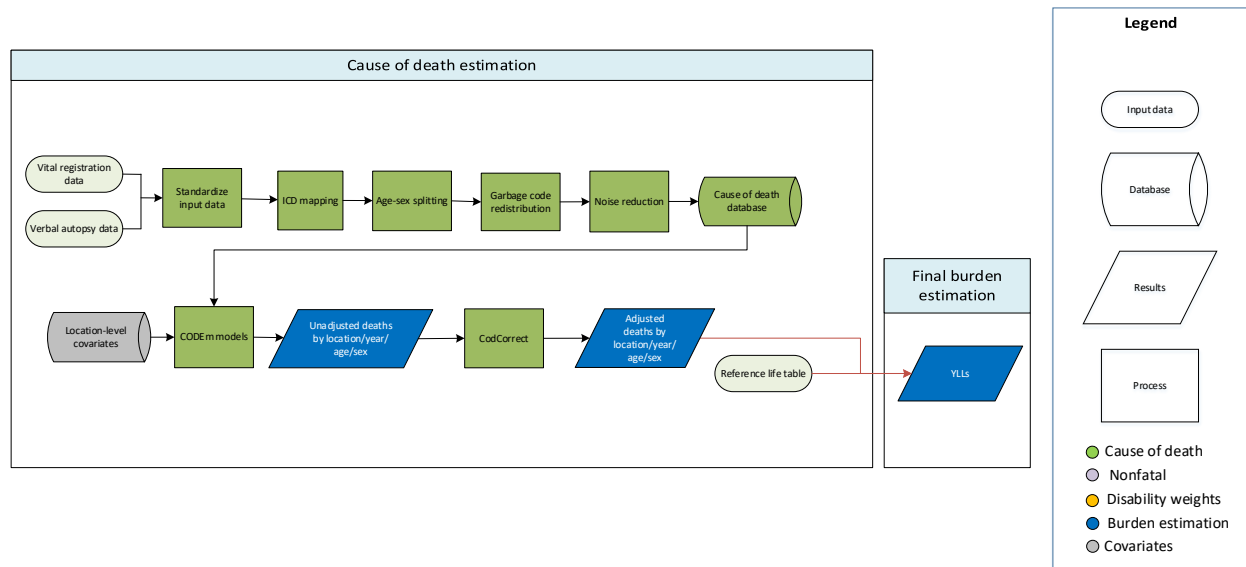 Legend
Cause of death estimation
Input data
Vital registration
data
Verbal autopsy data
Standardize
input data
ICD mapping
Age-sex splitting
Garbage code
redistribution
Noise reduction
Cause of death
database
Database
Final burden
estimation
Results
Location-level
covariates
CODEm models
Unadjusted deaths
by location/year/
age/sex
CodCorrect
Adjusted
deaths by
location/year/
age/sex
Reference life table
YLLs
Process
Cause of death
Nonfatal
Disability weights
Burden estimation
Covariates